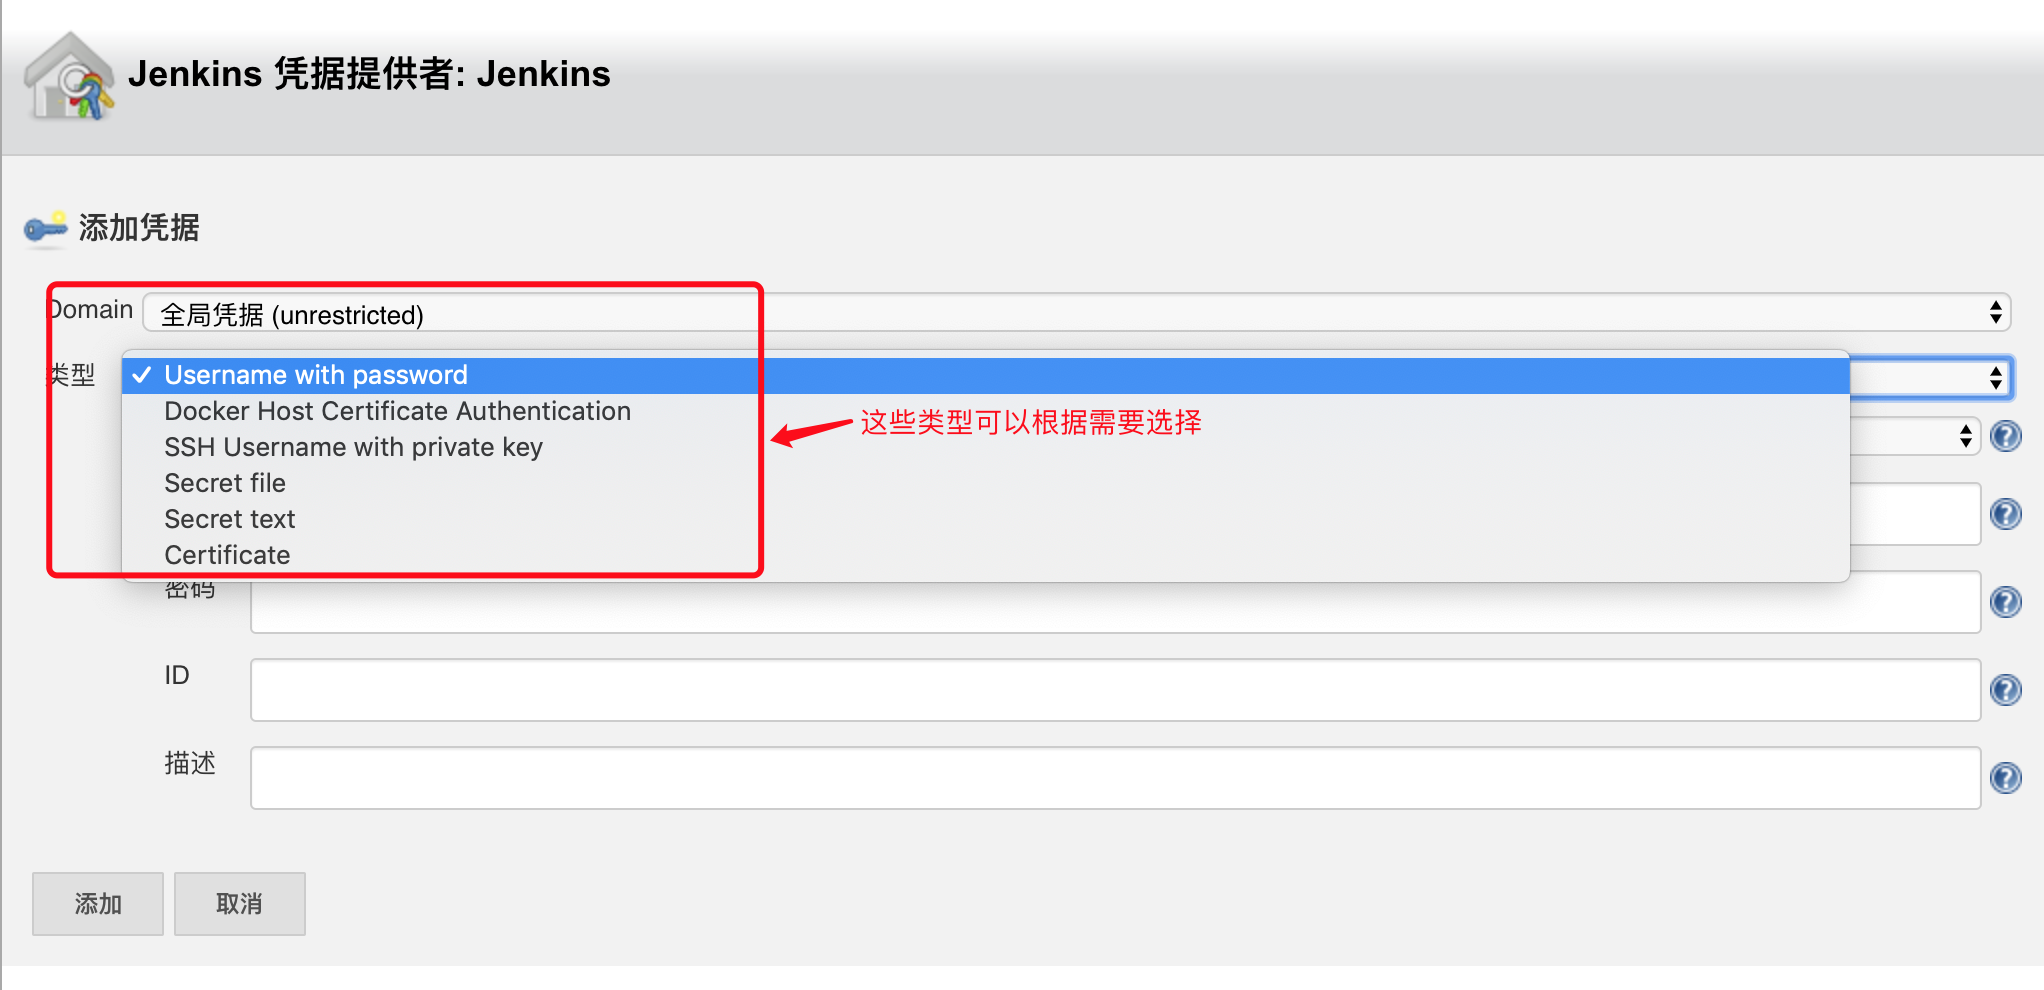 Jenkins 凭据提供者: Jenkins
添加凭据
Domain 全局凭据 (unrestricted)
类型 ✓ Username with password
Docker Host Certificate Authentication
这些类型可以根据需要选择
SSH Username with private key
Secret file
Secret text
Certificate
密码
ID
描述
添加 取消